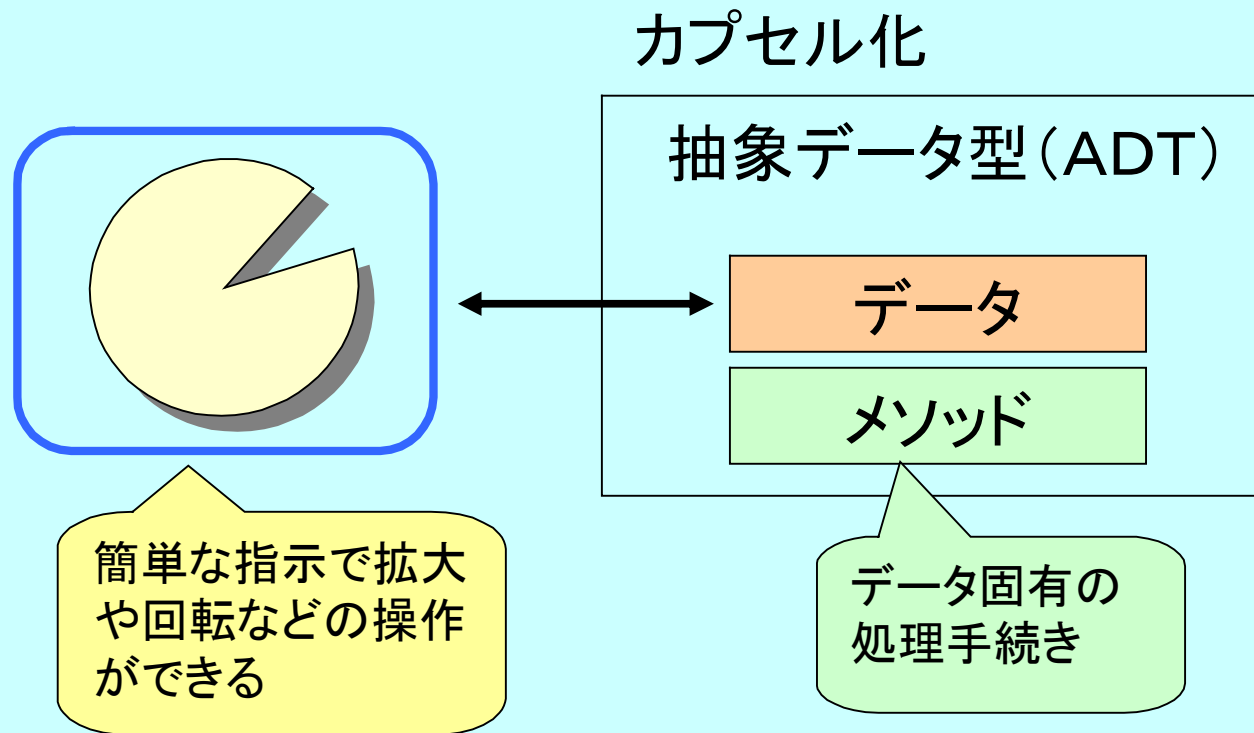 カプセル化
抽象データ型（ADT）
データ
メソッド
簡単な指示で拡大
や回転などの操作
ができる
データ固有の
処理手続き